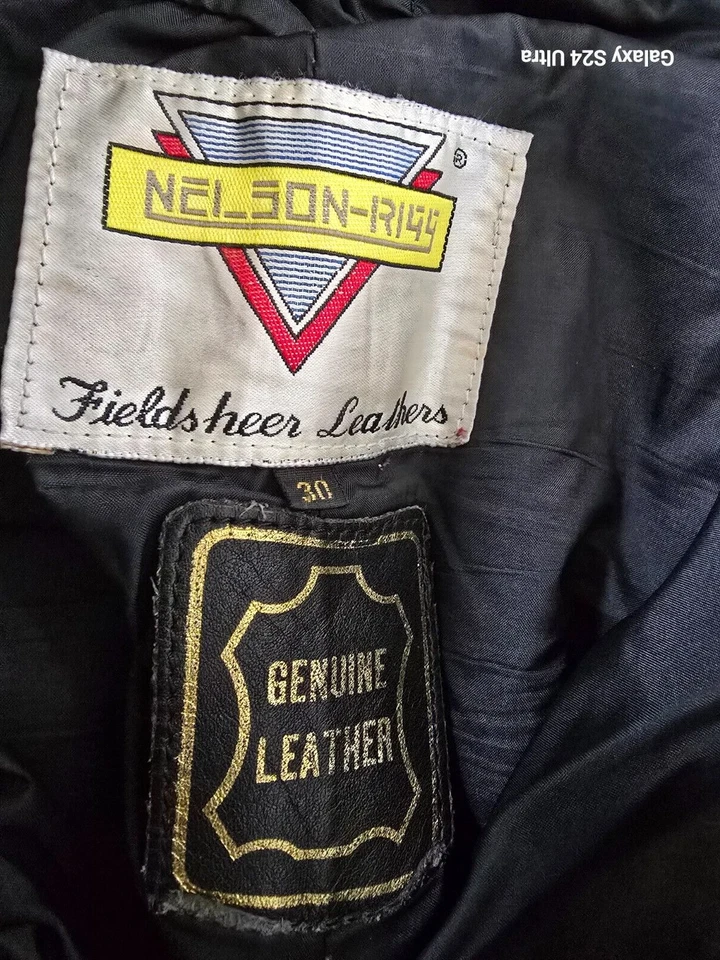 Galaxy S24 Ultra
NELSON-RIGG
®
Fieldsheer Leathers
30
GENUINE
LEATHER